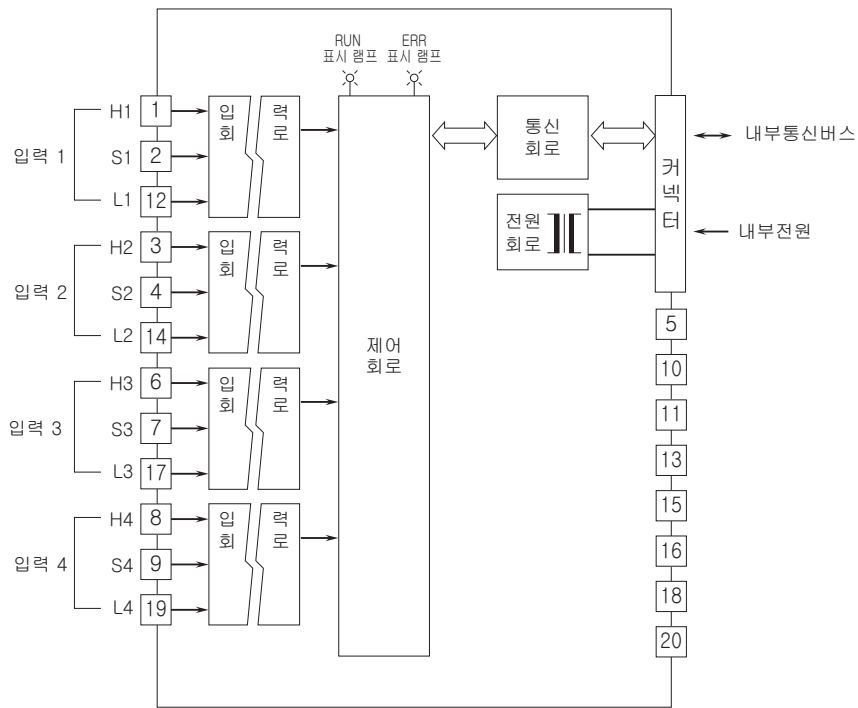 RUN
표시 램프
ERR
표시 램프
입력 1
H1 1
S1 2
L1 12
입 력
회 로
입력 2
H2 3
S2 4
L2 14
입 력
회 로
입력 3
H3 6
S3 7
L3 17
입 력
회 로
입력 4
H4 8
S4 9
L4 19
입 력
회 로
제어
회로
통신
회로
전원
회로
커넥터
내부통신버스
내부전원
5
10
11
13
15
16
18
20